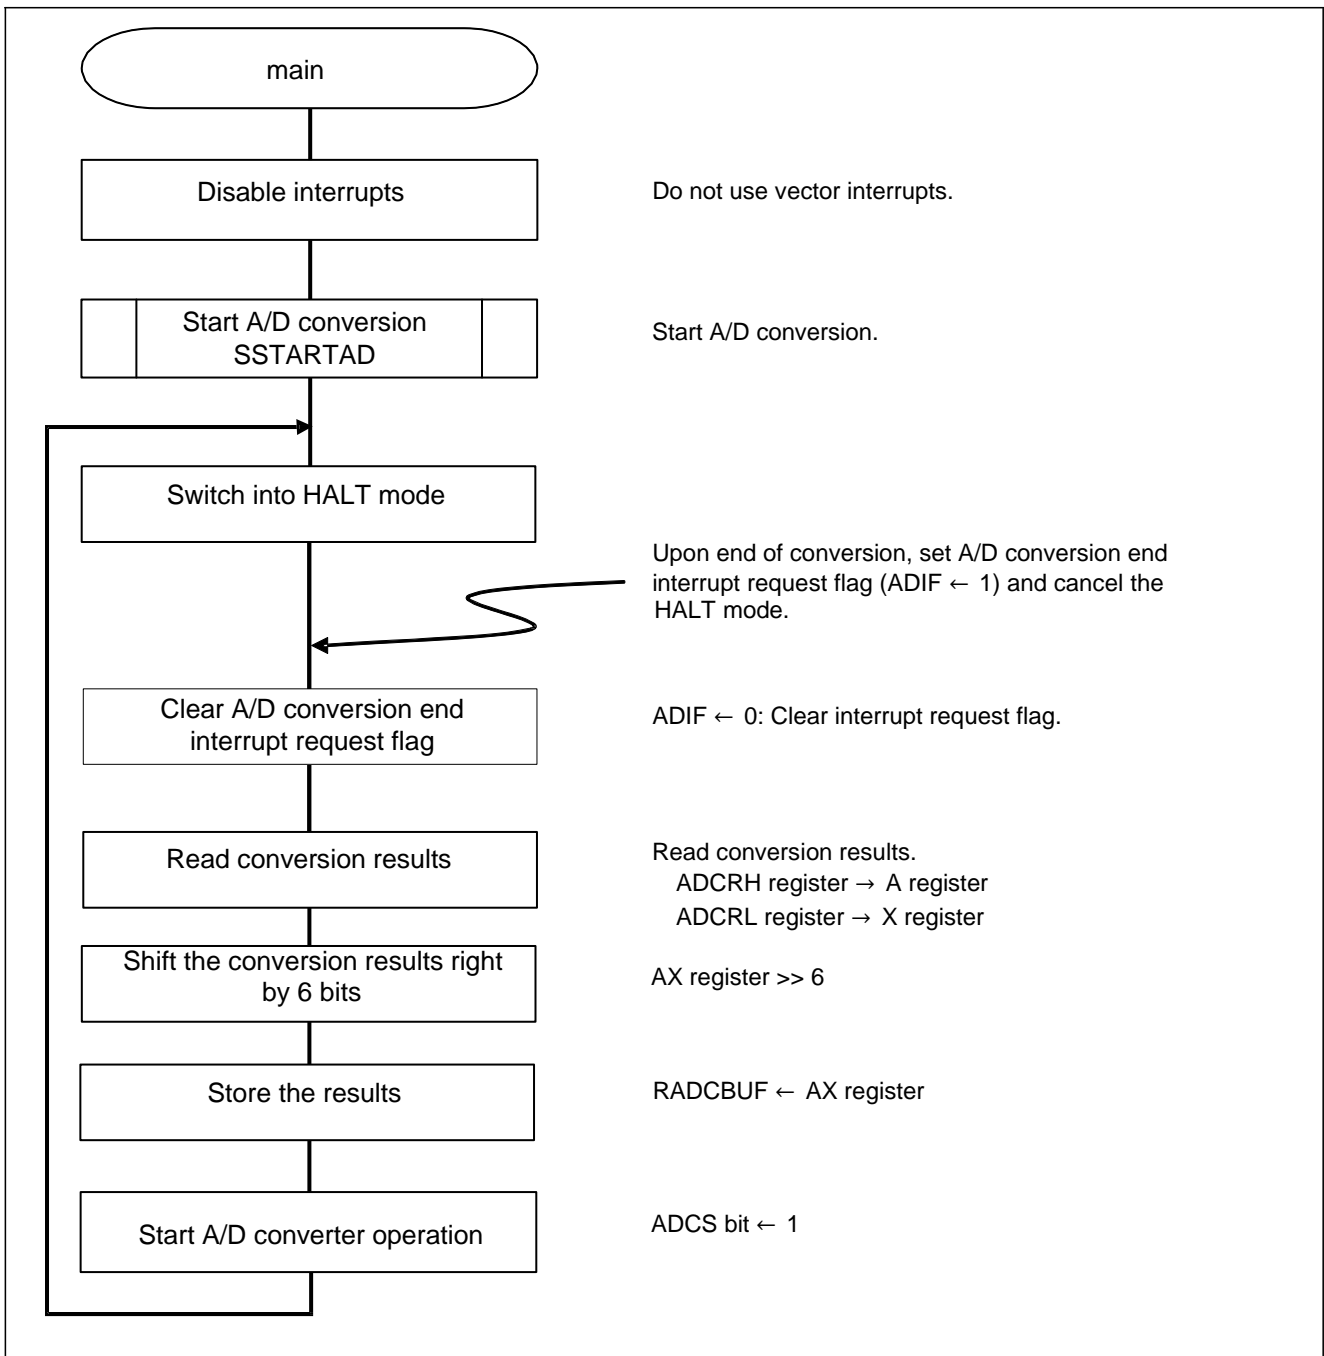 main
Disable interrupts
Do not use vector interrupts.
Start A/D conversion
SSTARTAD
Start A/D conversion.
Switch into HALT mode
Upon end of conversion, set A/D conversion end
interrupt request flag (ADIF ← 1) and cancel the
HALT mode.
Clear A/D conversion end
interrupt request flag
ADIF ← 0: Clear interrupt request flag.
Read conversion results
Read conversion results.
ADCRH register → A register
ADCRL register → X register
Shift the conversion results right
by 6 bits
AX register >> 6
Store the results
RADCBUF ← AX register
Start A/D converter operation
ADCS bit ← 1